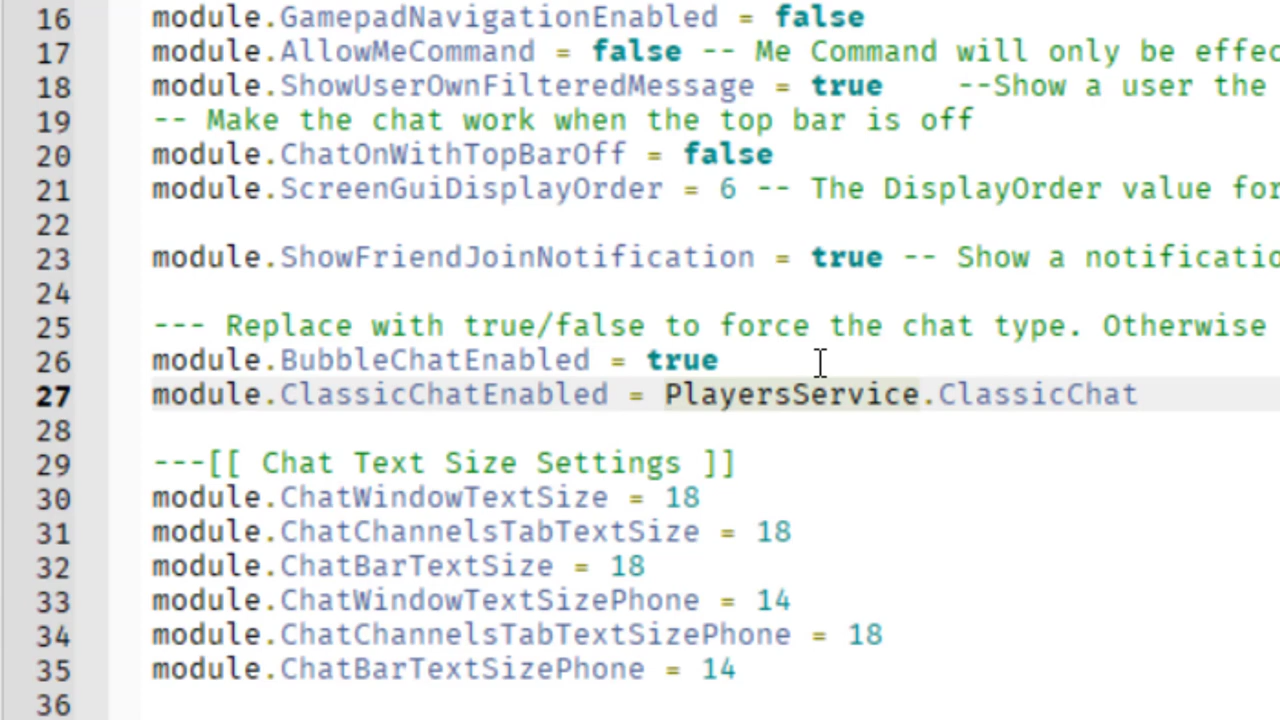 16 module.GamepadNavigationEnabled = false
17 module.AllowMeCommand = false -- Me Command will only be effec
18 module.ShowUserOwnFilteredMessage = true    --Show a user the
19 -- Make the chat work when the top bar is off
20 module.ChatOnWithTopBarOff = false
21 module.ScreenGuiDisplayOrder = 6 -- The DisplayOrder value for
22
23 module.ShowFriendJoinNotification = true -- Show a notificatio
24
25 --- Replace with true/false to force the chat type. Otherwise
26 module.BubbleChatEnabled = true
27 module.ClassicChatEnabled = PlayersService.ClassicChat
28
29 ---[[ Chat Text Size Settings ]]
30 module.ChatWindowTextSize = 18
31 module.ChatChannelsTabTextSize = 18
32 module.ChatBarTextSize = 18
33 module.ChatWindowTextSizePhone = 14
34 module.ChatChannelsTabTextSizePhone = 18
35 module.ChatBarTextSizePhone = 14
36